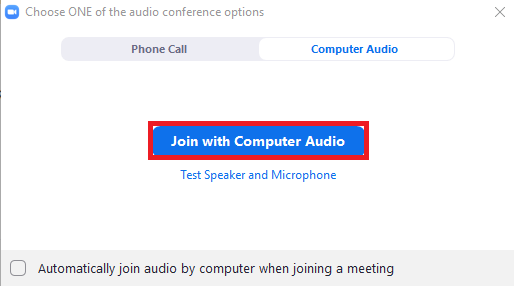 Choose ONE of the audio conference options
Phone Call
Computer Audio
Join with Computer Audio
Test Speaker and Microphone
Automatically join audio by computer when joining a meeting